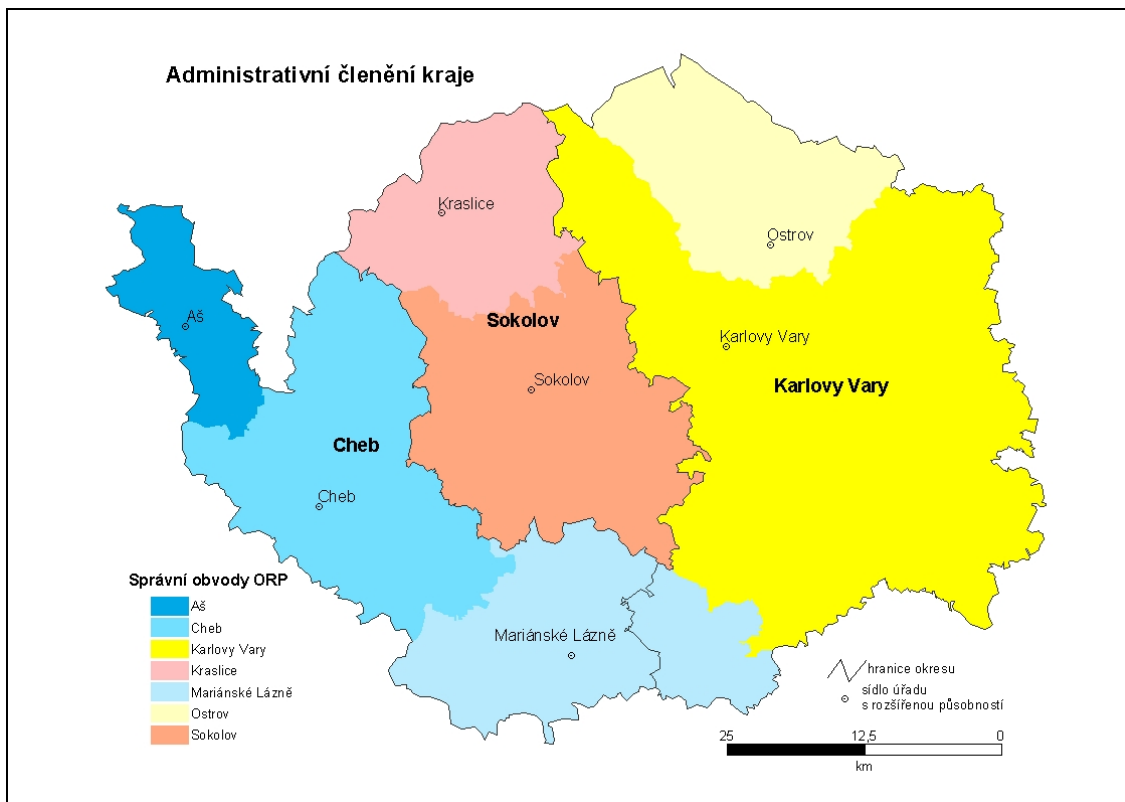 Administrativní členění kraje
Kraslice
Ostrov
Aš
Sokolov
Karlovy Vary
Sokolov
Karlovy Vary
Cheb
Cheb
Mariánské Lázně
Správní obvody ORP
Aš
Cheb
Karlovy Vary
Kraslice
Mariánské Lázně
Ostrov
Sokolov
hranice okresu
sídlo úřadu
s rozšířenou působností
25 12,5 0
km